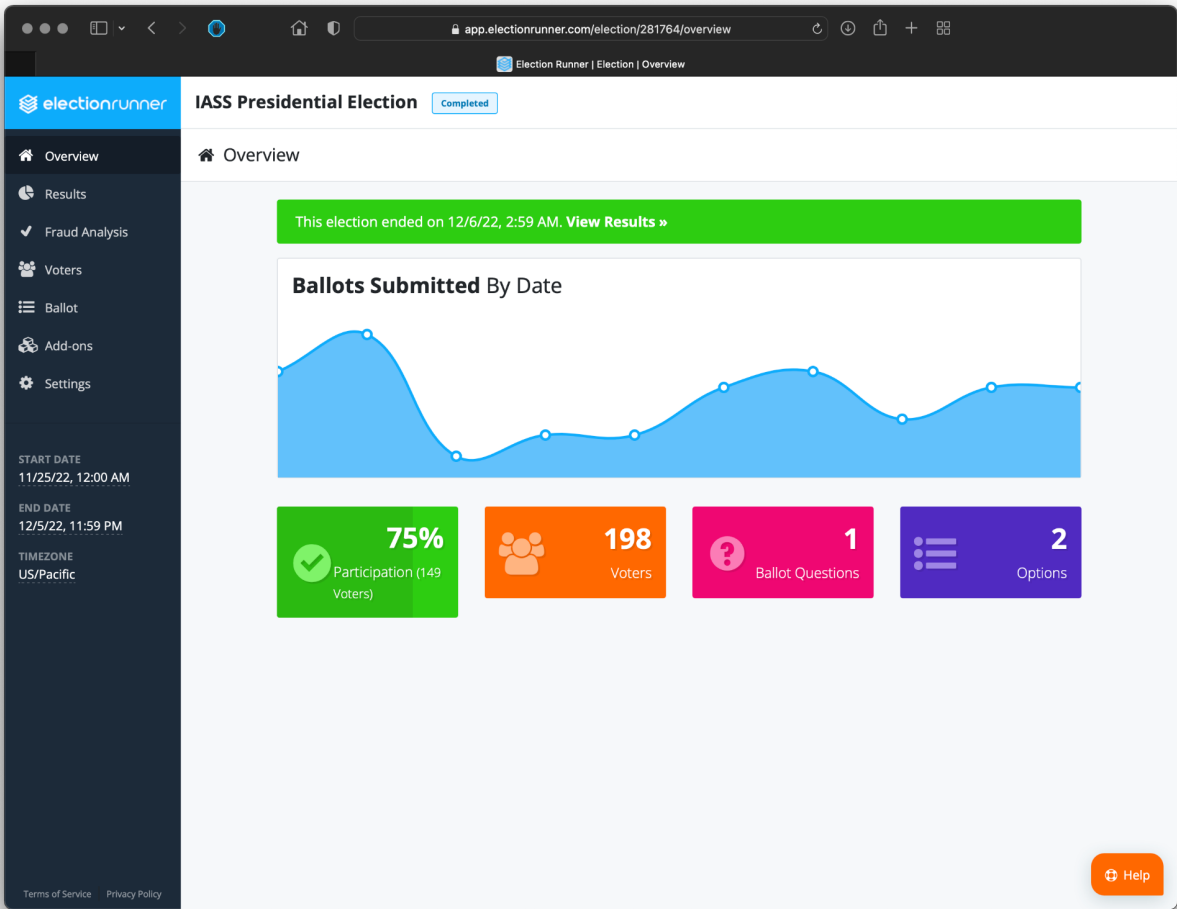 app.electionrunner.com/election/281764/overview
Election Runner | Election | Overview
electionrunner
IASS Presidential Election
Completed
Overview
Results
Fraud Analysis
Voters
Ballot
Add-ons
Settings
START DATE
11/25/22, 12:00 AM
END DATE
12/5/22, 11:59 PM
TIMEZONE
US/Pacific
Terms of Service
Privacy Policy
Overview
This election ended on 12/6/22, 2:59 AM. View Results »
Ballots Submitted By Date
75%
Participation (149
Voters)
198
Voters
?
1
Ballot Questions
2
Options
Help